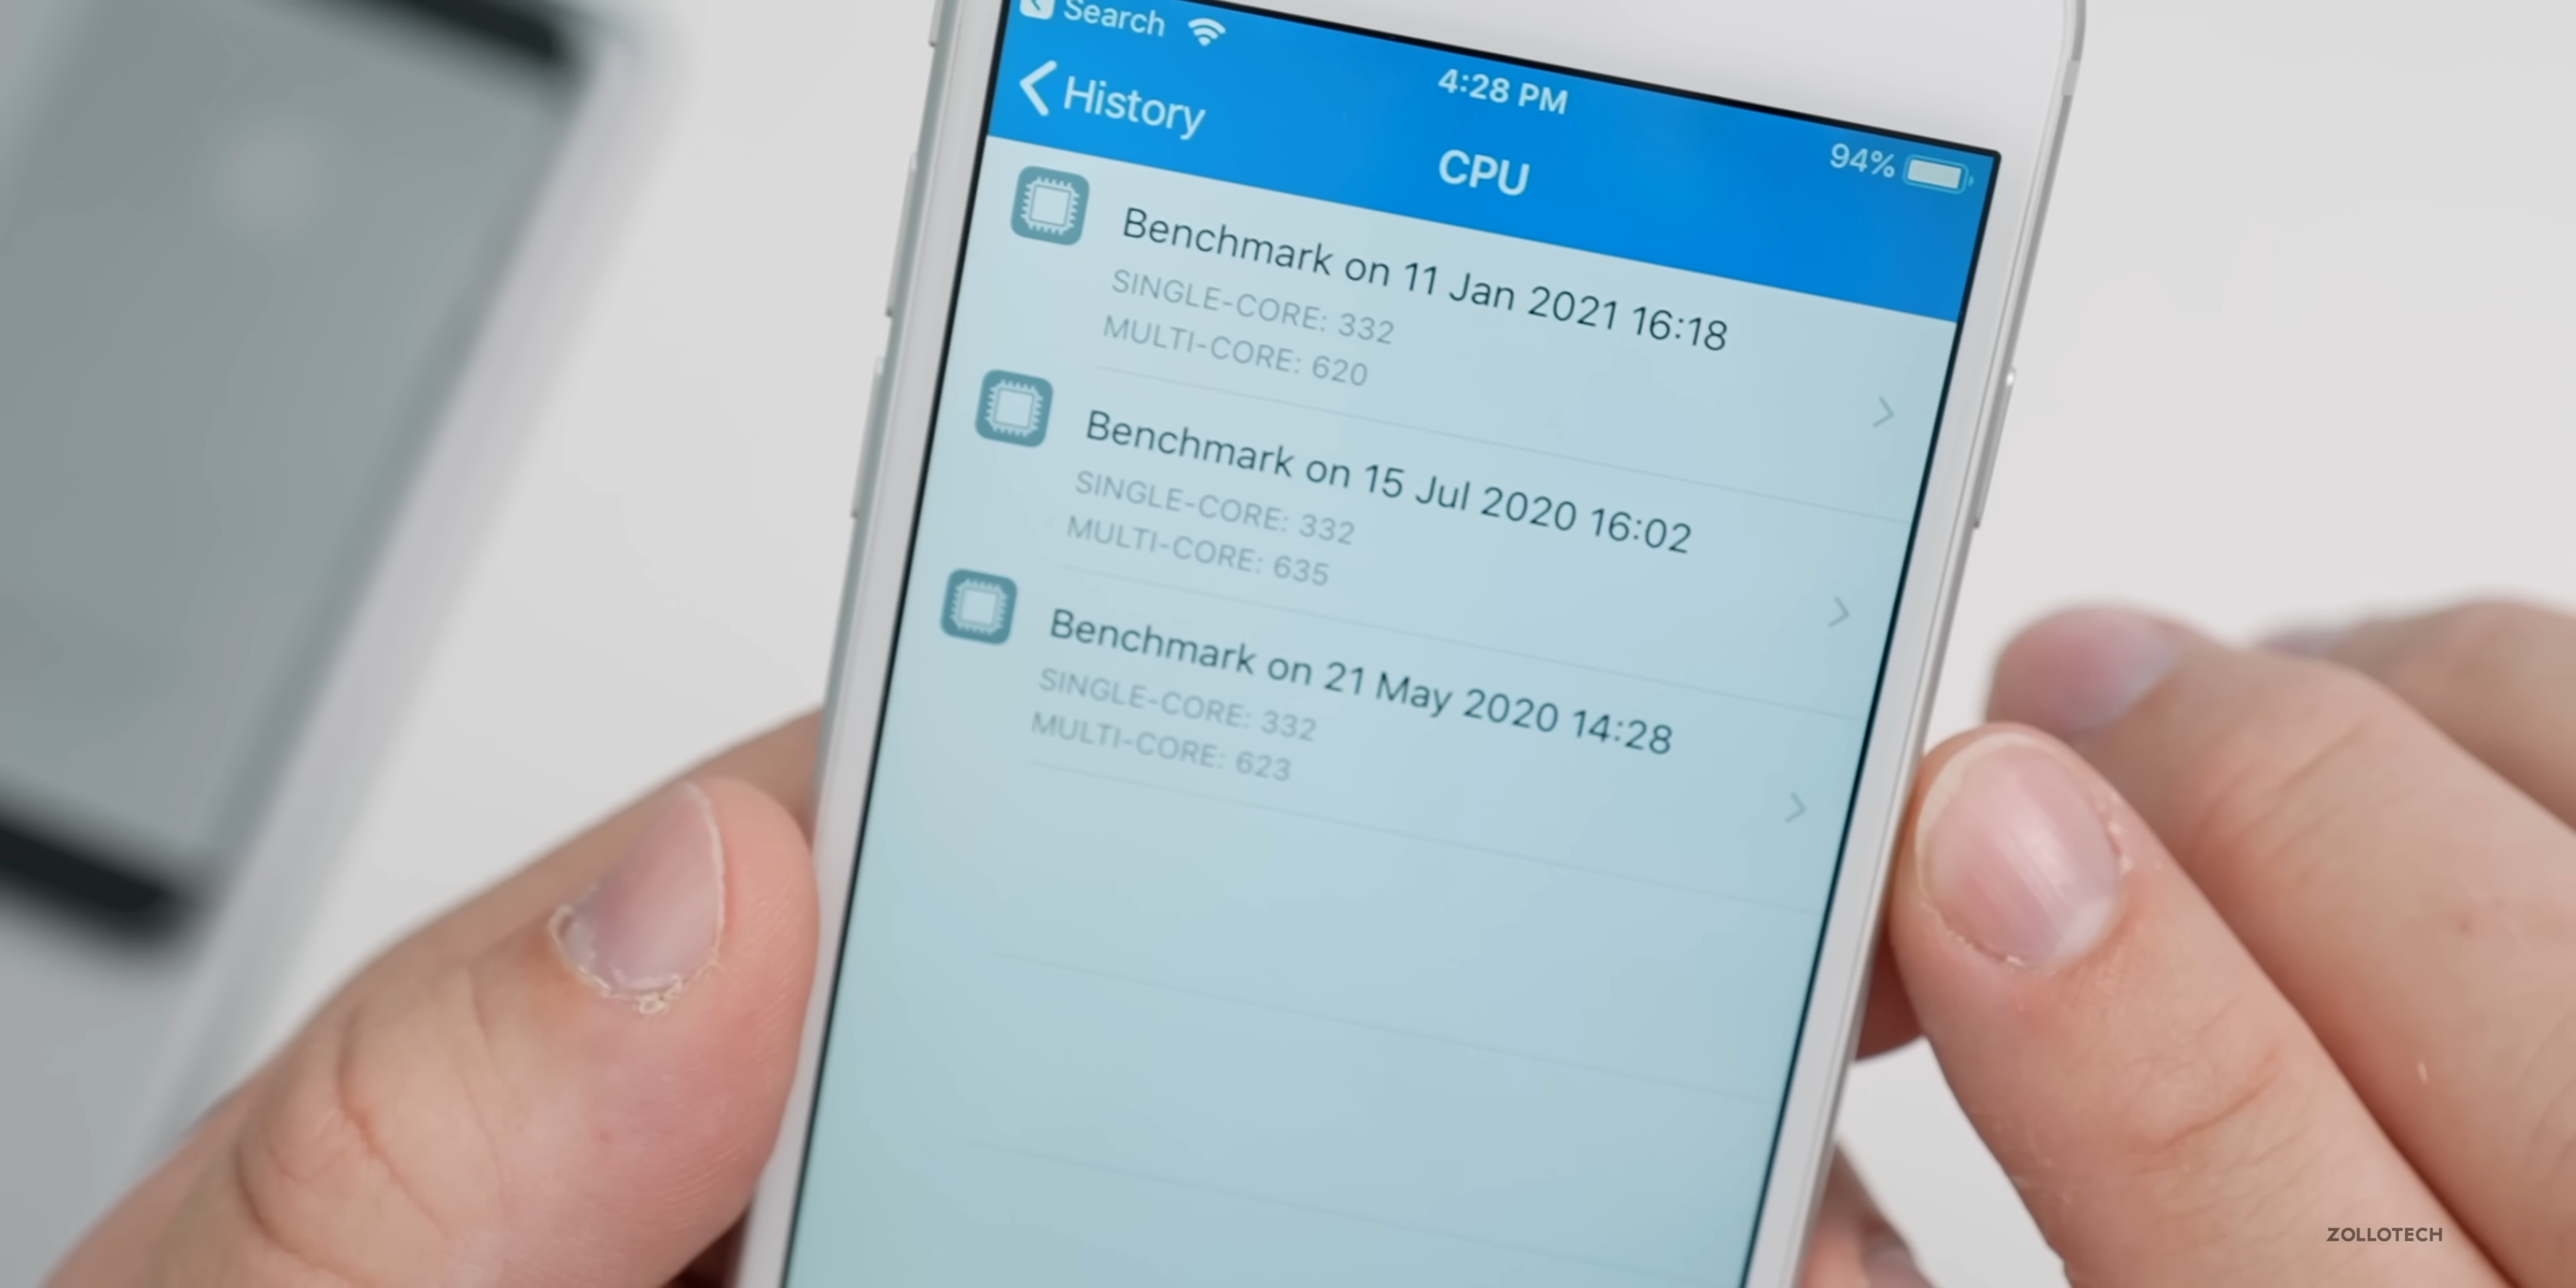 Search
4:28 PM
94%
History
CPU
Benchmark on 11 Jan 2021 16:18
SINGLE-CORE: 332
MULTI-CORE: 620
Benchmark on 15 Jul 2020 16:02
SINGLE-CORE: 332
MULTI-CORE: 635
Benchmark on 21 May 2020 14:28
SINGLE-CORE: 332
MULTI-CORE: 623
ZOLLOTECH